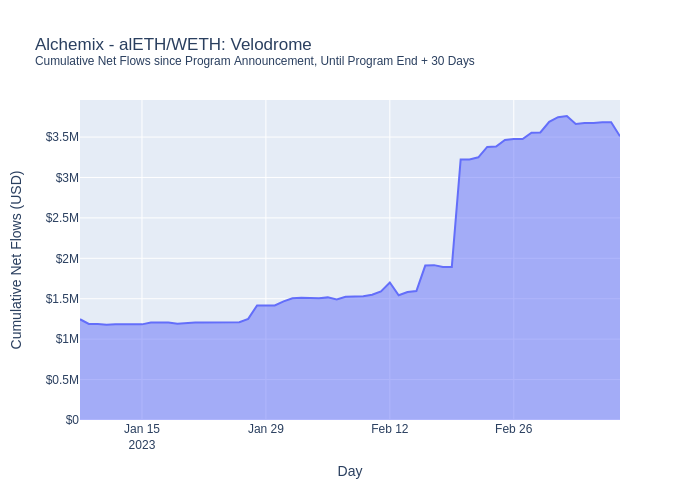 Alchemix - alETH/WETH: Velodrome
Cumulative Net Flows since Program Announcement, Until Program End + 30 Days
Cumulative Net Flows (USD)
$3.5M
$3M
$2.5M
$2M
$1.5M
$1M
$0.5M
$0
Jan 15
2023
Jan 29
Feb 12
Feb 26
Day